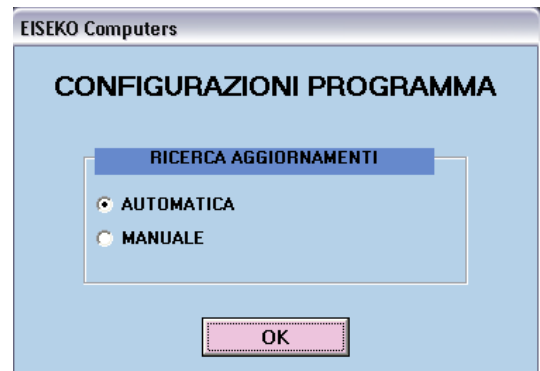 EISEKO Computers
CONFIGURAZIONI PROGRAMMA
RICERCA AGGIORNAMENTI
AUTOMATICA
MANUALE
OK